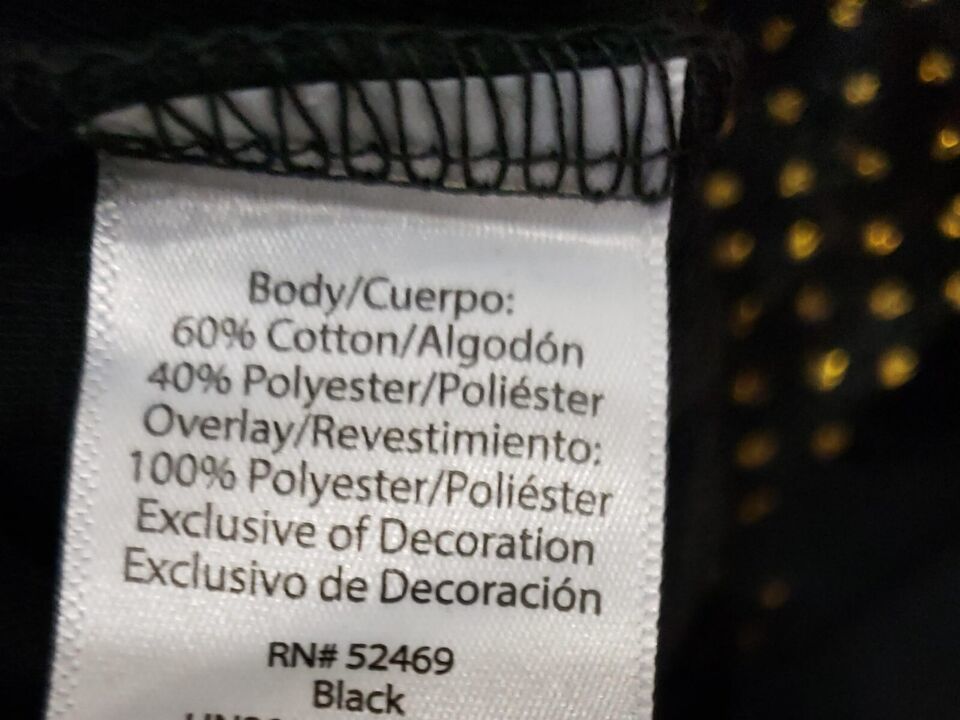 Body/Cuerpo:
60% Cotton/Algodón
40% Polyester/Poliéster
Overlay/Revestimiento:
100% Polyester/Poliéster
Exclusive of Decoration
Exclusivo de Decoración
RN# 52469
Black